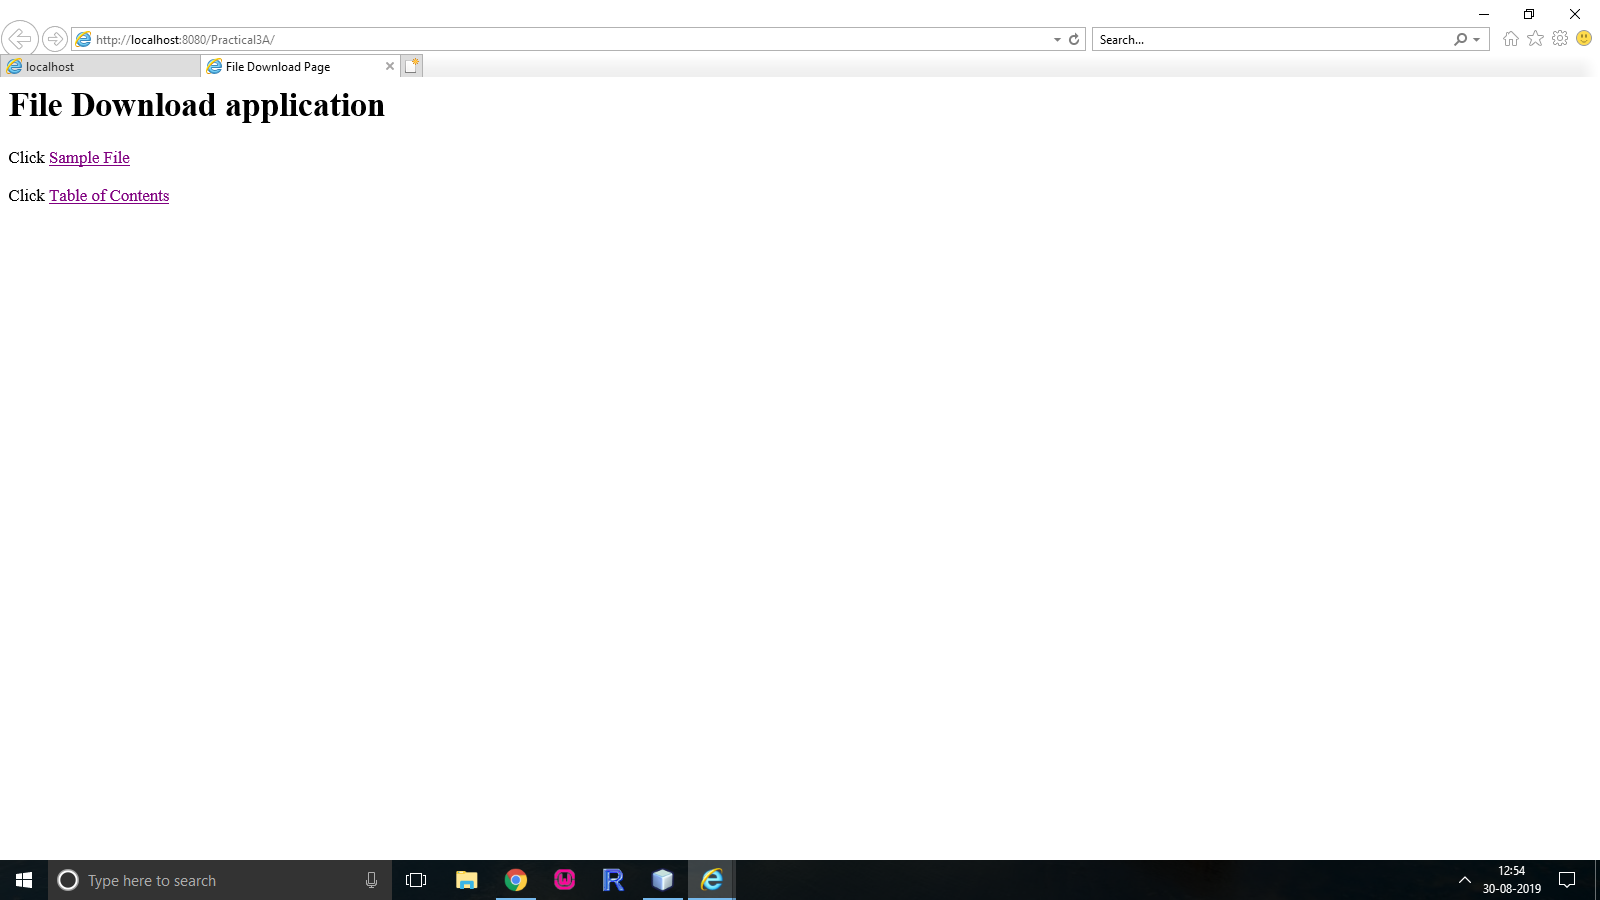 http://localhost:8080/Practical3A/
Search...
localhost
File Download Page
File Download application
Click Sample File
Click Table of Contents
Type here to search
12:54
30-08-2019